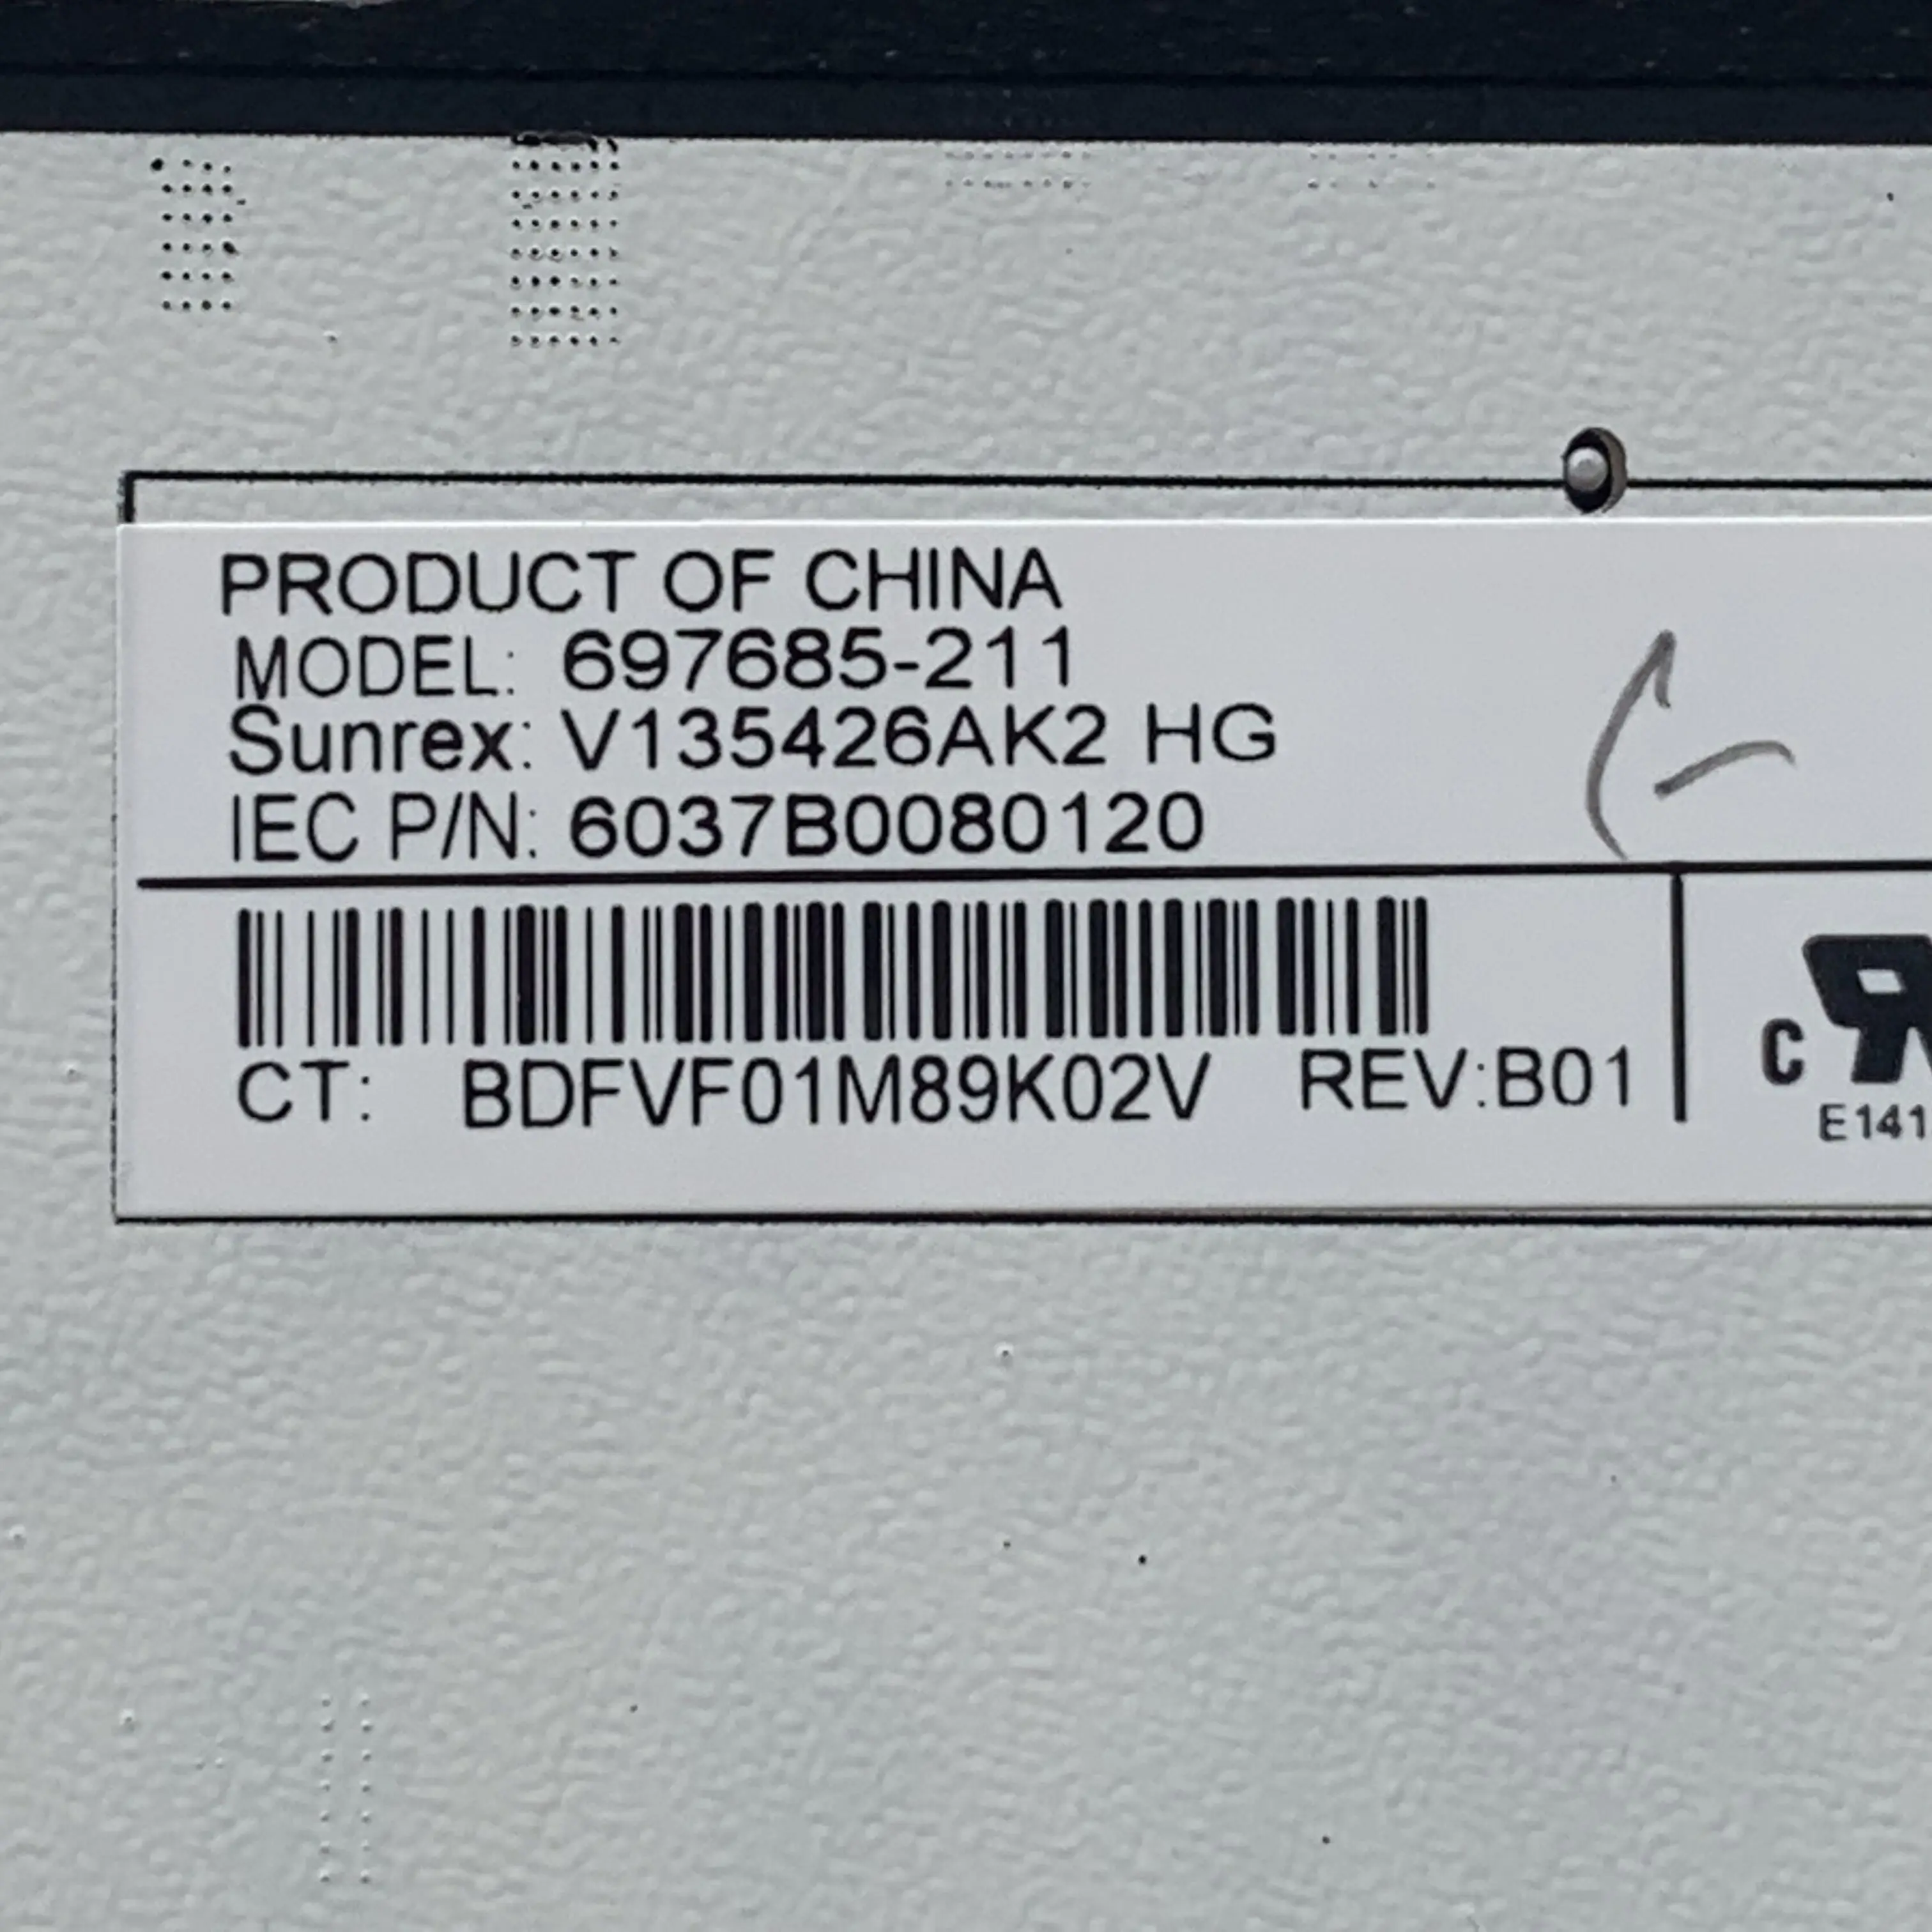 PRODUCT OF CHINA
MODEL: 697685-211
Sunrex: V135426AK2 HG
IEC P/N: 6037B0080120
CT: BDFVF01M89K02V REV:B01
C
E141